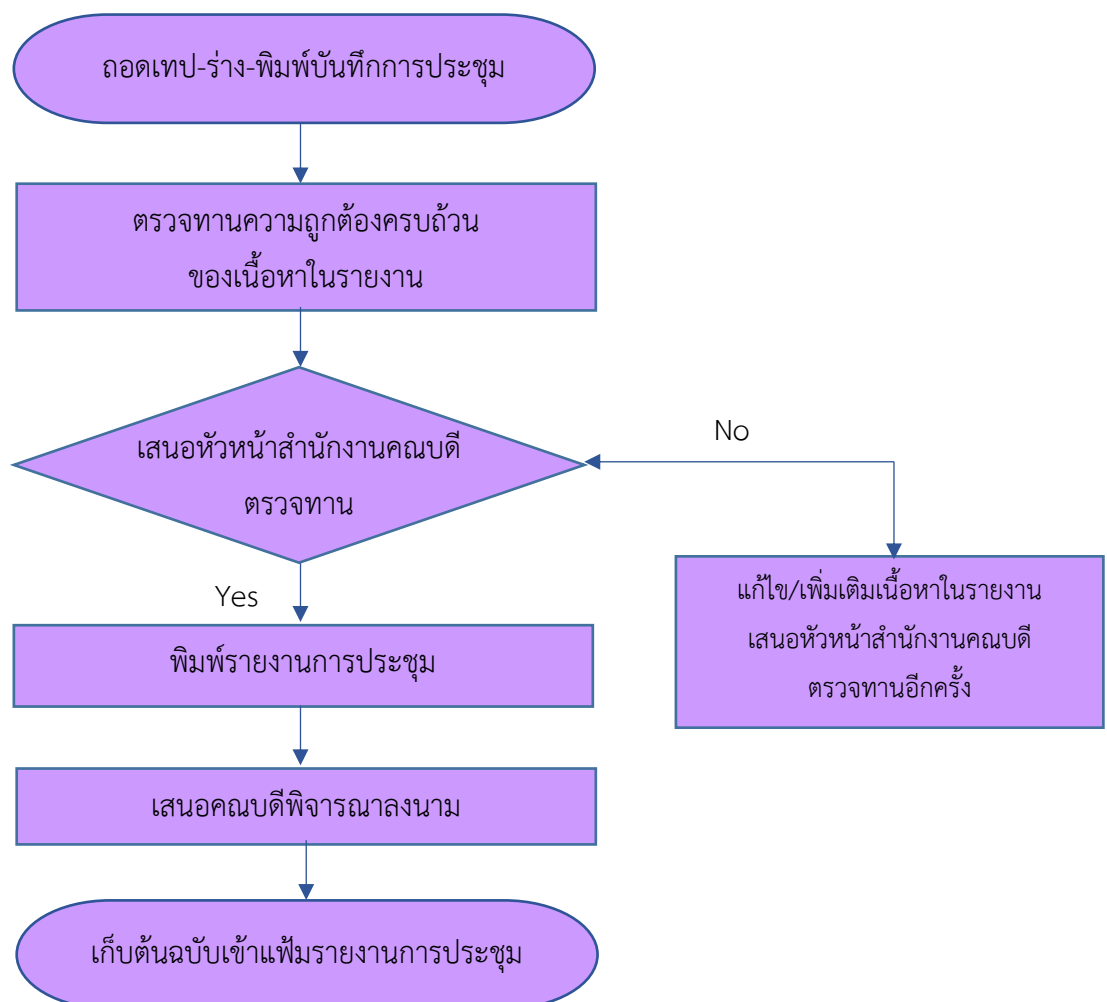 ถอดเทป-ร่าง-พิมพ์บันทึกการประชุม
ตรวจทานความถูกต้องครบถ้วน
ของเนื้อหาในรายงาน
เสนอหัวหน้าสำนักงานคณบดี
ตรวจทาน
No
Yes
แก้ไข/เพิ่มเติมเนื้อหาในรายงาน
เสนอหัวหน้าสำนักงานคณบดี
ตรวจทานอีกครั้ง
พิมพ์รายงานการประชุม
เสนอคณบดีพิจารณาลงนาม
เก็บต้นฉบับเข้าแฟ้มรายงานการประชุม